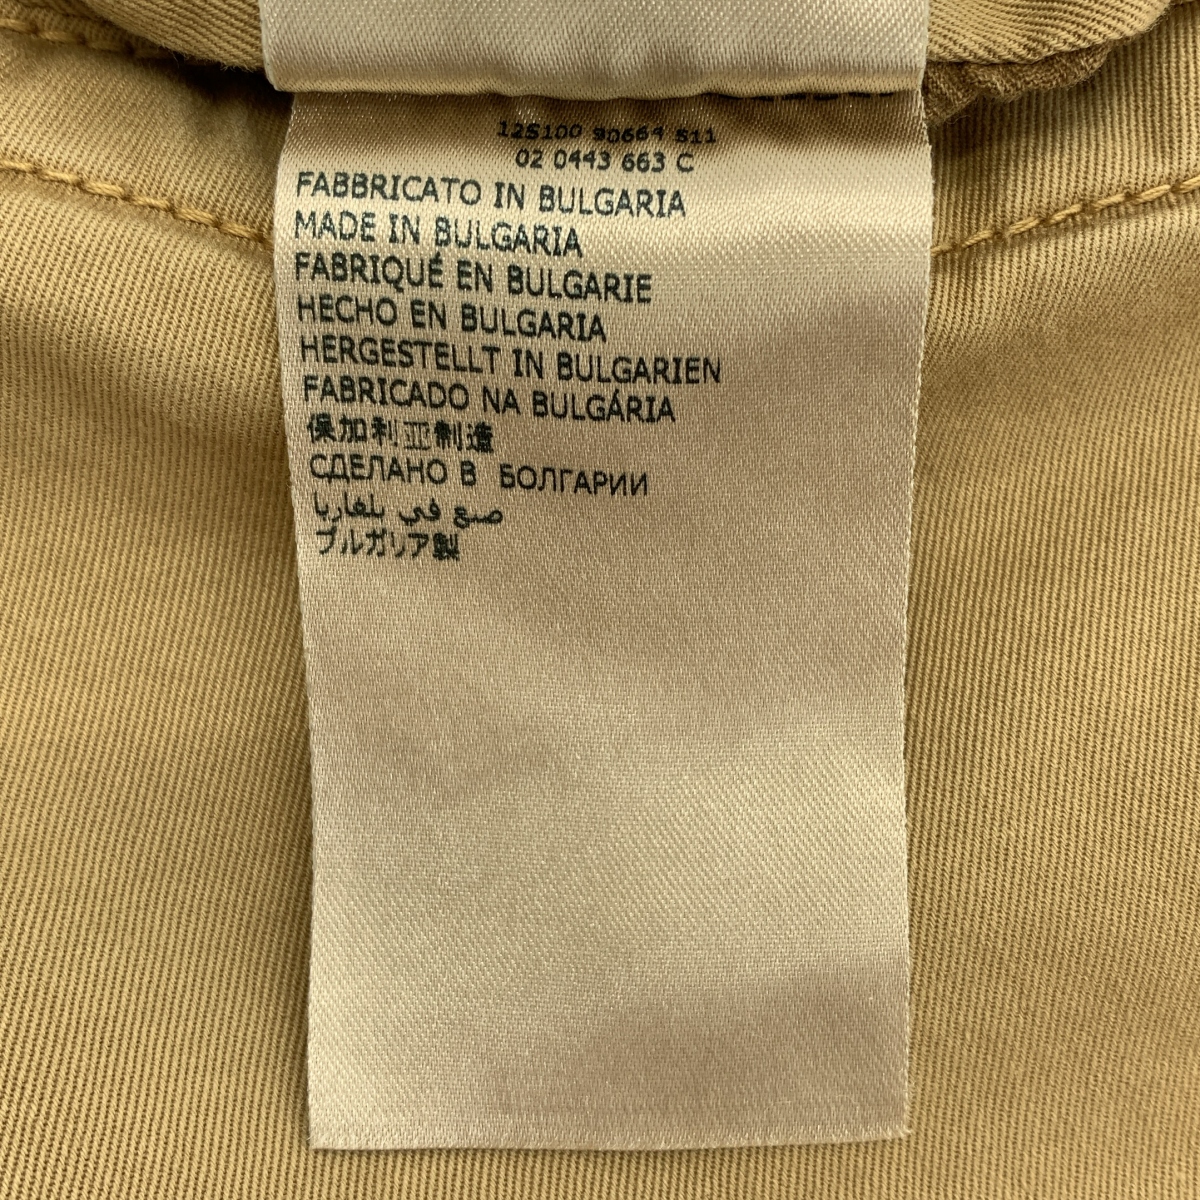 12S100 90664 S11
02 0443 663 C
FABBRICATO IN BULGARIA
MADE IN BULGARIA
FABRIQUÉ EN BULGARIE
HECHO EN BULGARIA
HERGESTELLT IN BULGARIEN
FABRICADO NA BULGÁRIA
保加利亚制造
СДЕЛАНО В БОЛГАРИИ
صنع في بلغاريا
ブルガリア製